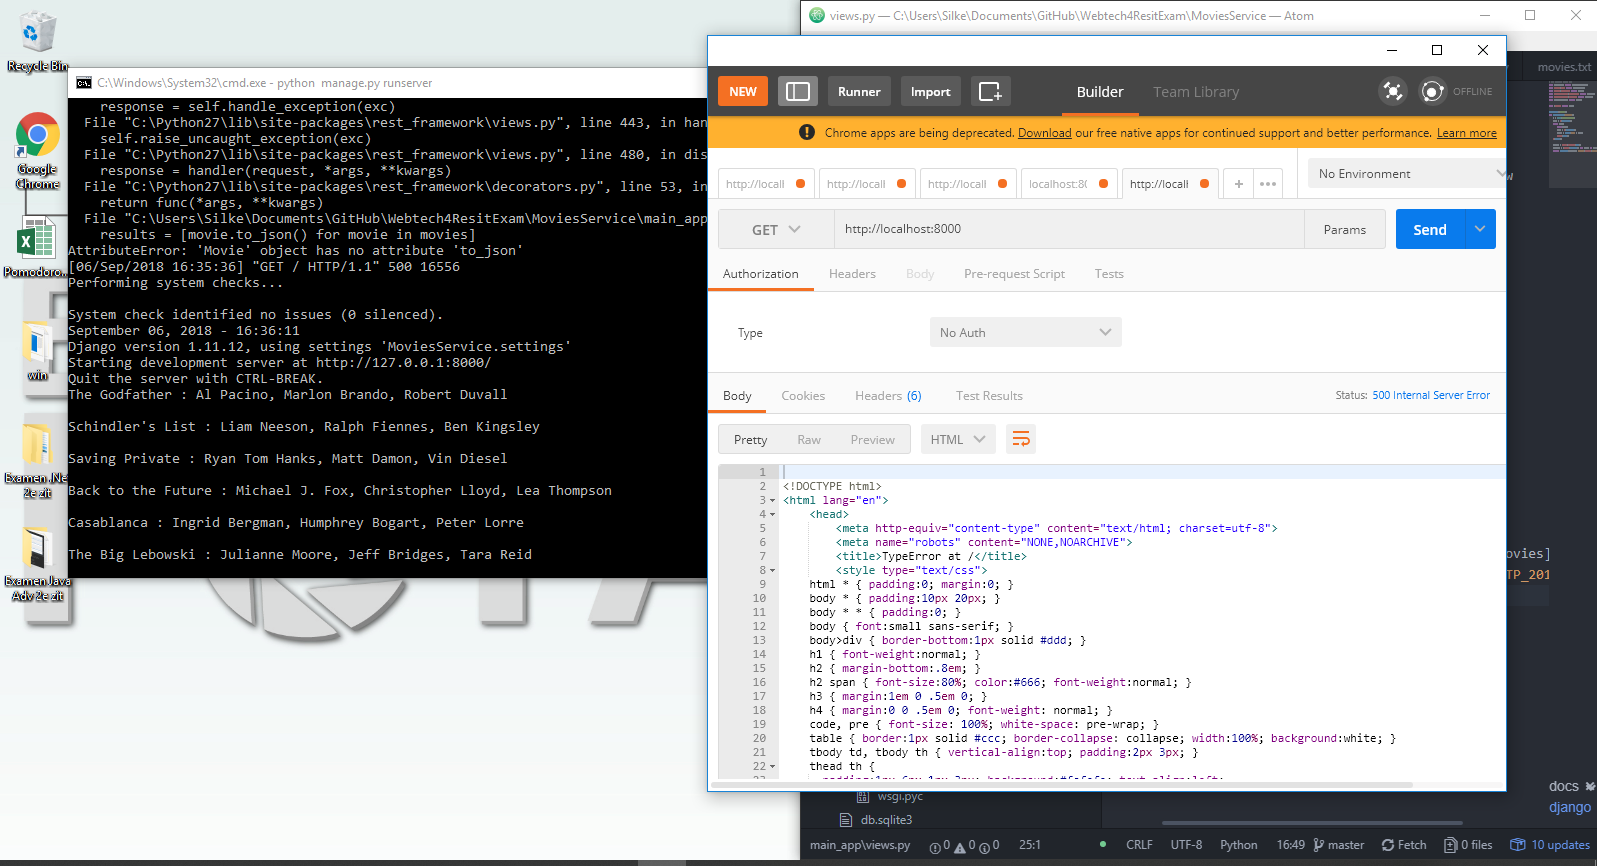 Recycle Bin
Google
Chrome
Pomodoro...
win
Examen .Net
2e zit
Examen Java
Adv 2e zit
C:\Windows\System32\cmd.exe - python  manage.py runserver
response = self.handle_exception(exc)
File "C:\Python27\lib\site-packages\rest_framework\views.py", line 443, in han
self.raise_uncaught_exception(exc)
File "C:\Python27\lib\site-packages\rest_framework\views.py", line 480, in dis
response = handler(request, *args, **kwargs)
File "C:\Python27\lib\site-packages\rest_framework\decorators.py", line 53, in
return func(*args, **kwargs)
File "C:\Users\Silke\Documents\GitHub\Webtech4ResitExam\MoviesService\main_app
results = [movie.to_json() for movie in movies]
AttributeError: 'Movie' object has no attribute 'to_json'
[06/Sep/2018 16:35:36] "GET / HTTP/1.1" 500 16556
Performing system checks...
System check identified no issues (0 silenced).
September 06, 2018 - 16:36:11
Django version 1.11.12, using settings 'MoviesService.settings'
Starting development server at http://127.0.0.1:8000/
Quit the server with CTRL-BREAK.
The Godfather : Al Pacino, Marlon Brando, Robert Duvall
Schindler's List : Liam Neeson, Ralph Fiennes, Ben Kingsley
Saving Private : Ryan Tom Hanks, Matt Damon, Vin Diesel
Back to the Future : Michael J. Fox, Christopher Lloyd, Lea Thompson
Casablanca : Ingrid Bergman, Humphrey Bogart, Peter Lorre
The Big Lebowski : Julianne Moore, Jeff Bridges, Tara Reid
views.py — C:\Users\Silke\Documents\GitHub\Webtech4ResitExam\MoviesService — Atom
movies.txt
NEW Runner Import Builder Team Library OFFLINE
Chrome apps are being deprecated. Download our free native apps for continued support and better performance. Learn more
http://locall http://locall http://locall localhost:80 http://locall + ••• No Environment
GET http://localhost:8000 Params Send
Authorization Headers Body Pre-request Script Tests
Type No Auth
Body Cookies Headers (6) Test Results Status: 500 Internal Server Error
Pretty Raw Preview HTML
1
2 <!DOCTYPE html>
3 <html lang="en">
4 <head>
5 <meta http-equiv="content-type" content="text/html; charset=utf-8">
6 <meta name="robots" content="NONE,NOARCHIVE">
7 <title>TypeError at /</title>
8 <style type="text/css">
9 html * { padding:0; margin:0; }
10 body * { padding:10px 20px; }
11 body * * { padding:0; }
12 body { font:small sans-serif; }
13 body>div { border-bottom:1px solid #ddd; }
14 h1 { font-weight:normal; }
15 h2 { margin-bottom:.8em; }
16 h2 span { font-size:80%; color:#666; font-weight:normal; }
17 h3 { margin:1em 0 .5em 0; }
18 h4 { margin:0 0 .5em 0; font-weight: normal; }
19 code, pre { font-size: 100%; white-space: pre-wrap; }
20 table { border:1px solid #ccc; border-collapse: collapse; width:100%; background:white; }
21 tbody td, tbody th { vertical-align:top; padding:2px 3px; }
22 thead th {
ovies]
TP_201
wsgi.pyc
db.sqlite3
docs
django
main_app\views.py 0 0 0 25:1 CRLF UTF-8 Python 16:49 master Fetch 0 files 10 updates